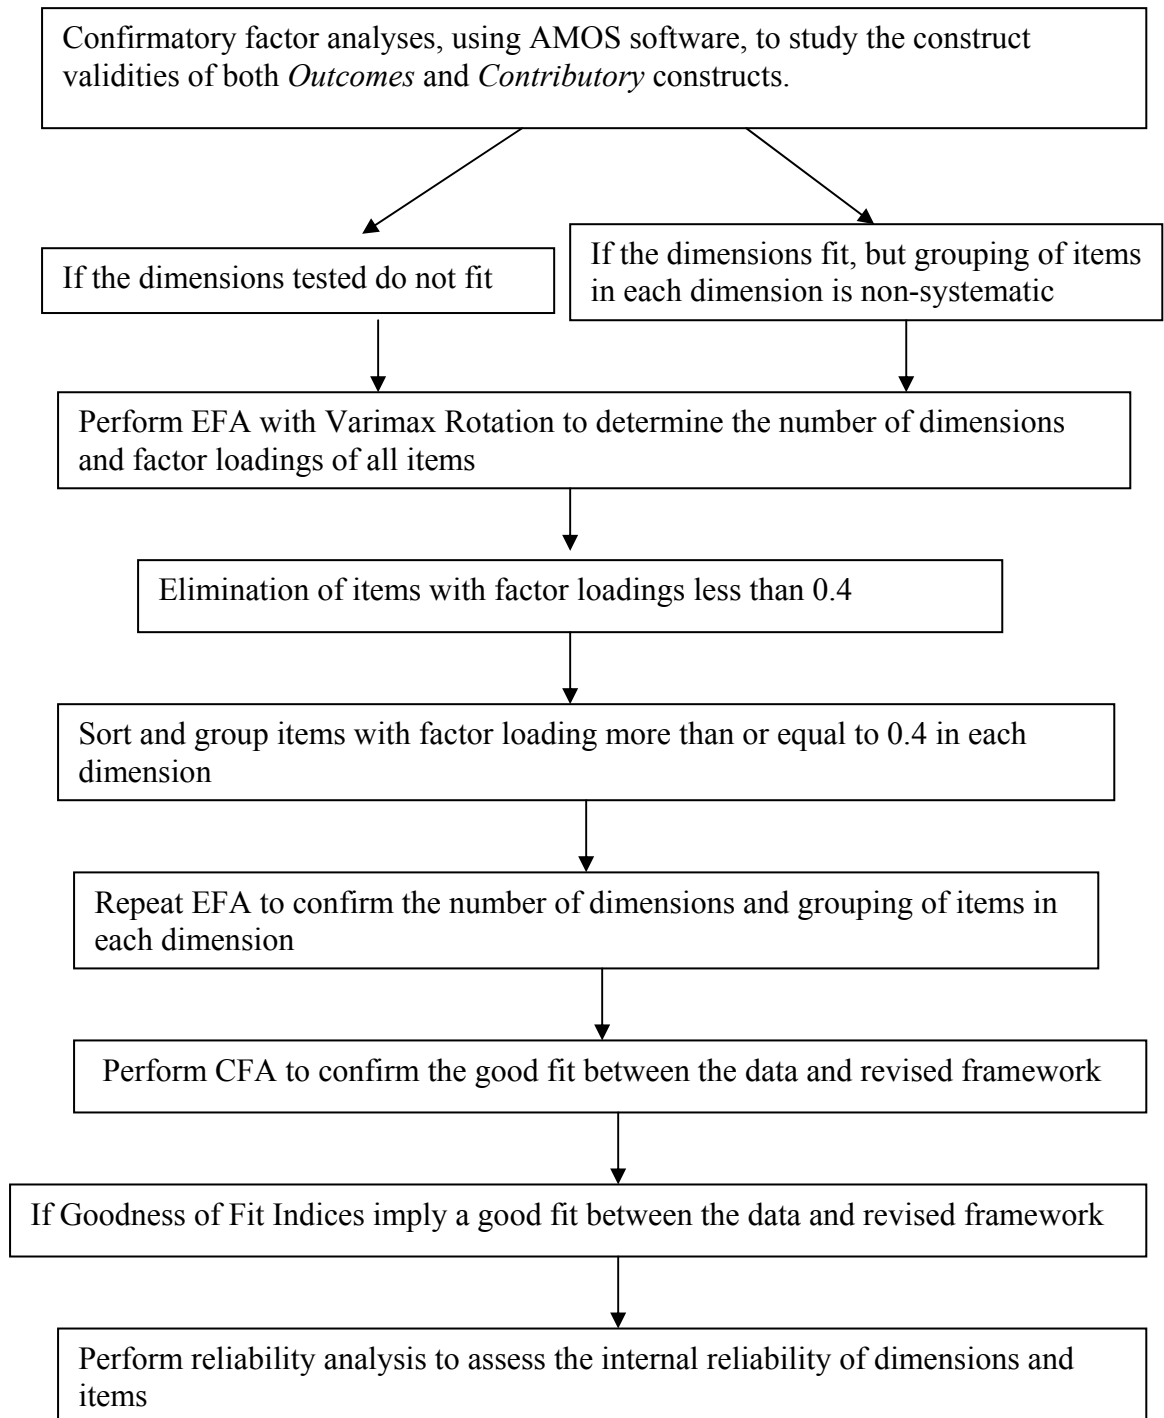 Confirmatory factor analyses, using AMOS software, to study the construct
validities of both Outcomes and Contributory constructs.
If the dimensions tested do not fit
If the dimensions fit, but grouping of items
in each dimension is non-systematic
Perform EFA with Varimax Rotation to determine the number of dimensions
and factor loadings of all items
Elimination of items with factor loadings less than 0.4
Sort and group items with factor loading more than or equal to 0.4 in each
dimension
Repeat EFA to confirm the number of dimensions and grouping of items in
each dimension
Perform CFA to confirm the good fit between the data and revised framework
If Goodness of Fit Indices imply a good fit between the data and revised framework
Perform reliability analysis to assess the internal reliability of dimensions and
items